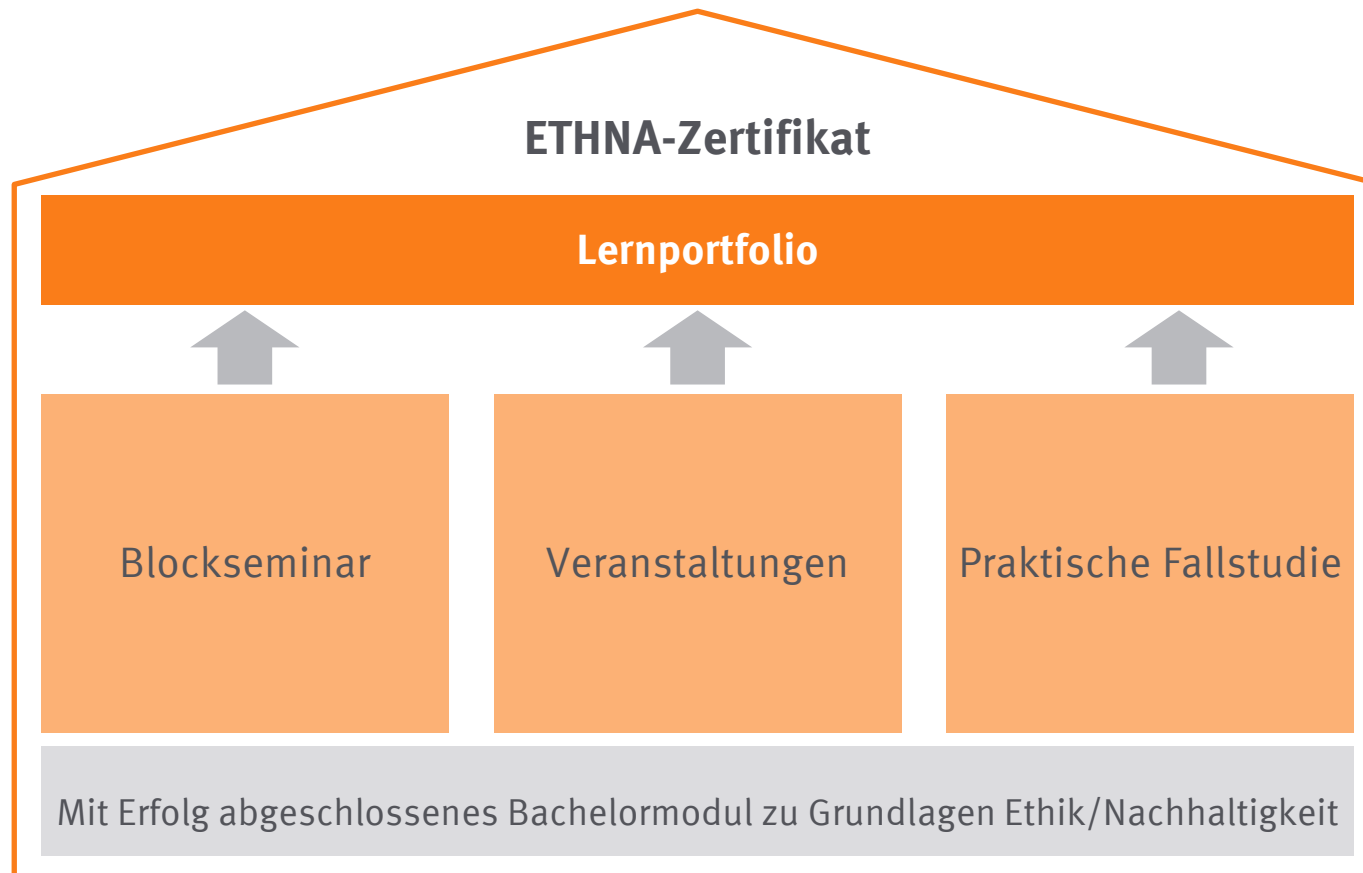 ETHNA-Zertifikat
Lernportfolio
Blockseminar
Veranstaltungen
Praktische Fallstudie
Mit Erfolg abgeschlossenes Bachelormodul zu Grundlagen Ethik/Nachhaltigkeit